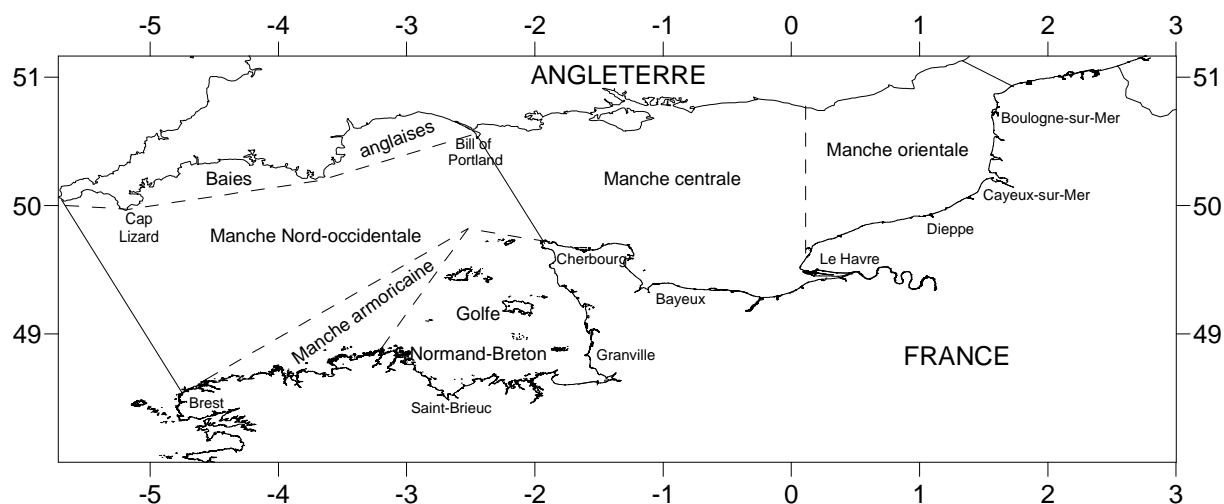 -5 -4 -3 -2 -1 0 1 2 3
51 51
ANGLETERRE
Boulogne-sur-Mer
anglaises
Bill of
Portland
Manche orientale
Baies
Manche centrale
Cayeux-sur-Mer
50 50
Cap
Lizard
Dieppe
Manche Nord-occidentale
Cherbourg
Le Havre
Manche armoricaine
Bayeux
Golfe
49 49
Normand-Breton
Granville
FRANCE
Brest
Saint-Brieuc
-5 -4 -3 -2 -1 0 1 2 3